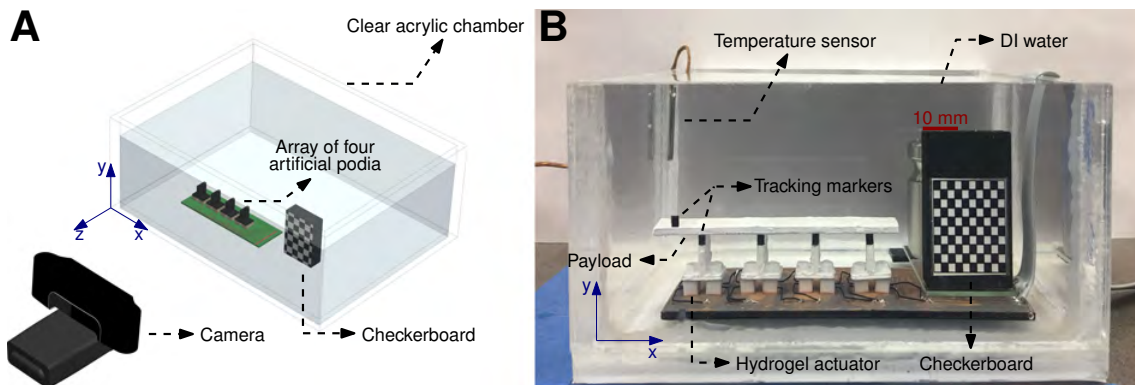 A
Clear acrylic chamber
Array of four
artificial podia
y
z
x
Camera
Checkerboard
B
Temperature sensor
DI water
10 mm
Tracking markers
Payload
y
x
Hydrogel actuator
Checkerboard